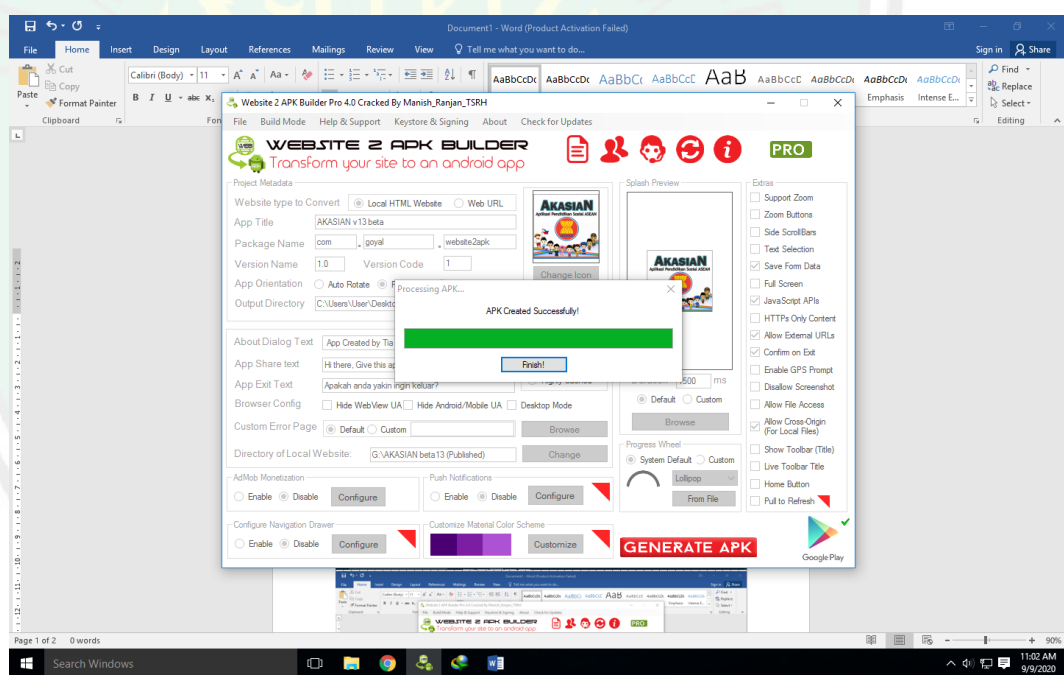 Document1 - Word (Product Activation Failed)
File Home Insert Design Layout References Mailings Review View Tell me what you want to do... Sign in Share
Cut
Copy
Paste
Format Painter
Clipboard
Calibri (Body) 11
B I U abc
Fon
AaBbCcDc AaBbCcDc AaBbCc AaBbCcE AaB AaBbCcE AaBbCcDc AaBbCcDc AaBbCcDc
Emphasis Intense E...
Find
Replace
Select
Editing
Website 2 APK Builder Pro 4.0 Cracked By Manish_Ranjan_TSRH
File Build Mode Help & Support Keystore & Signing About Check for Updates
WEBSITE 2 APK BUILDER
Transform your site to an android app
PRO
Project Metadata
Website type to Convert Local HTML Website Web URL
App Title AKASIAN v13 beta
Package Name com . goyal . website2apk
Version Name 1.0 Version Code 1
App Orientation Auto Rotate
Output Directory C:\Users\User\Deskto
AKASIAN
Aplikasi Pendidikan Sosial ASEAN
Change Icon
Processing APK...
APK Created Successfully!
Finish!
About Dialog Text App Created by Tia
App Share text Hi there, Give this ap
App Exit Text Apakah anda yakin ingin keluar?
Browser Config Hide WebView UA Hide Android/Mobile UA Desktop Mode
Custom Error Page Default Custom Browse
Directory of Local Website: G:\AKASIAN beta13 (Published) Change
AdMob Monetization
Enable Disable Configure
Push Notifications
Enable Disable Configure
Configure Navigation Drawer
Enable Disable Configure
Customize Material Color Scheme
Customize
Splash Preview
AKASIAN
Aplikasi Pendidikan Sosial ASEAN
ms
Default Custom
Browse
Progress Wheel
System Default Custom
Lollipop
From File
GENERATE APK
Extras
Support Zoom
Zoom Buttons
Side ScrollBars
Text Selection
Save Form Data
Full Screen
JavaScript APIs
HTTPs Only Content
Allow External URLs
Confirm on Exit
Enable GPS Prompt
Disallow Screenshot
Allow File Access
Allow Cross-Origin
(For Local Files)
Show Toolbar (Title)
Live Toolbar Title
Home Button
Pull to Refresh
Google Play
Page 1 of 2 0 words
90%
Search Windows
11:02 AM
9/9/2020